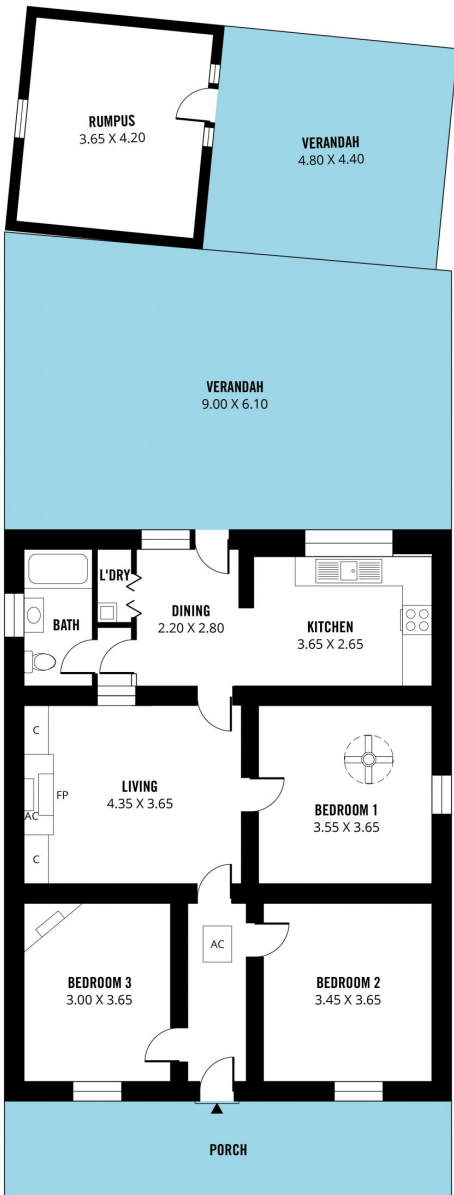 RUMPUS
3.65 X 4.20
VERANDAH
4.80 X 4.40
VERANDAH
9.00 X 6.10
L'DRY
BATH
DINING
2.20 X 2.80
KITCHEN
3.65 X 2.65
C
FP
AC
C
LIVING
4.35 X 3.65
BEDROOM 1
3.55 X 3.65
AC
BEDROOM 3
3.00 X 3.65
BEDROOM 2
3.45 X 3.65
PORCH